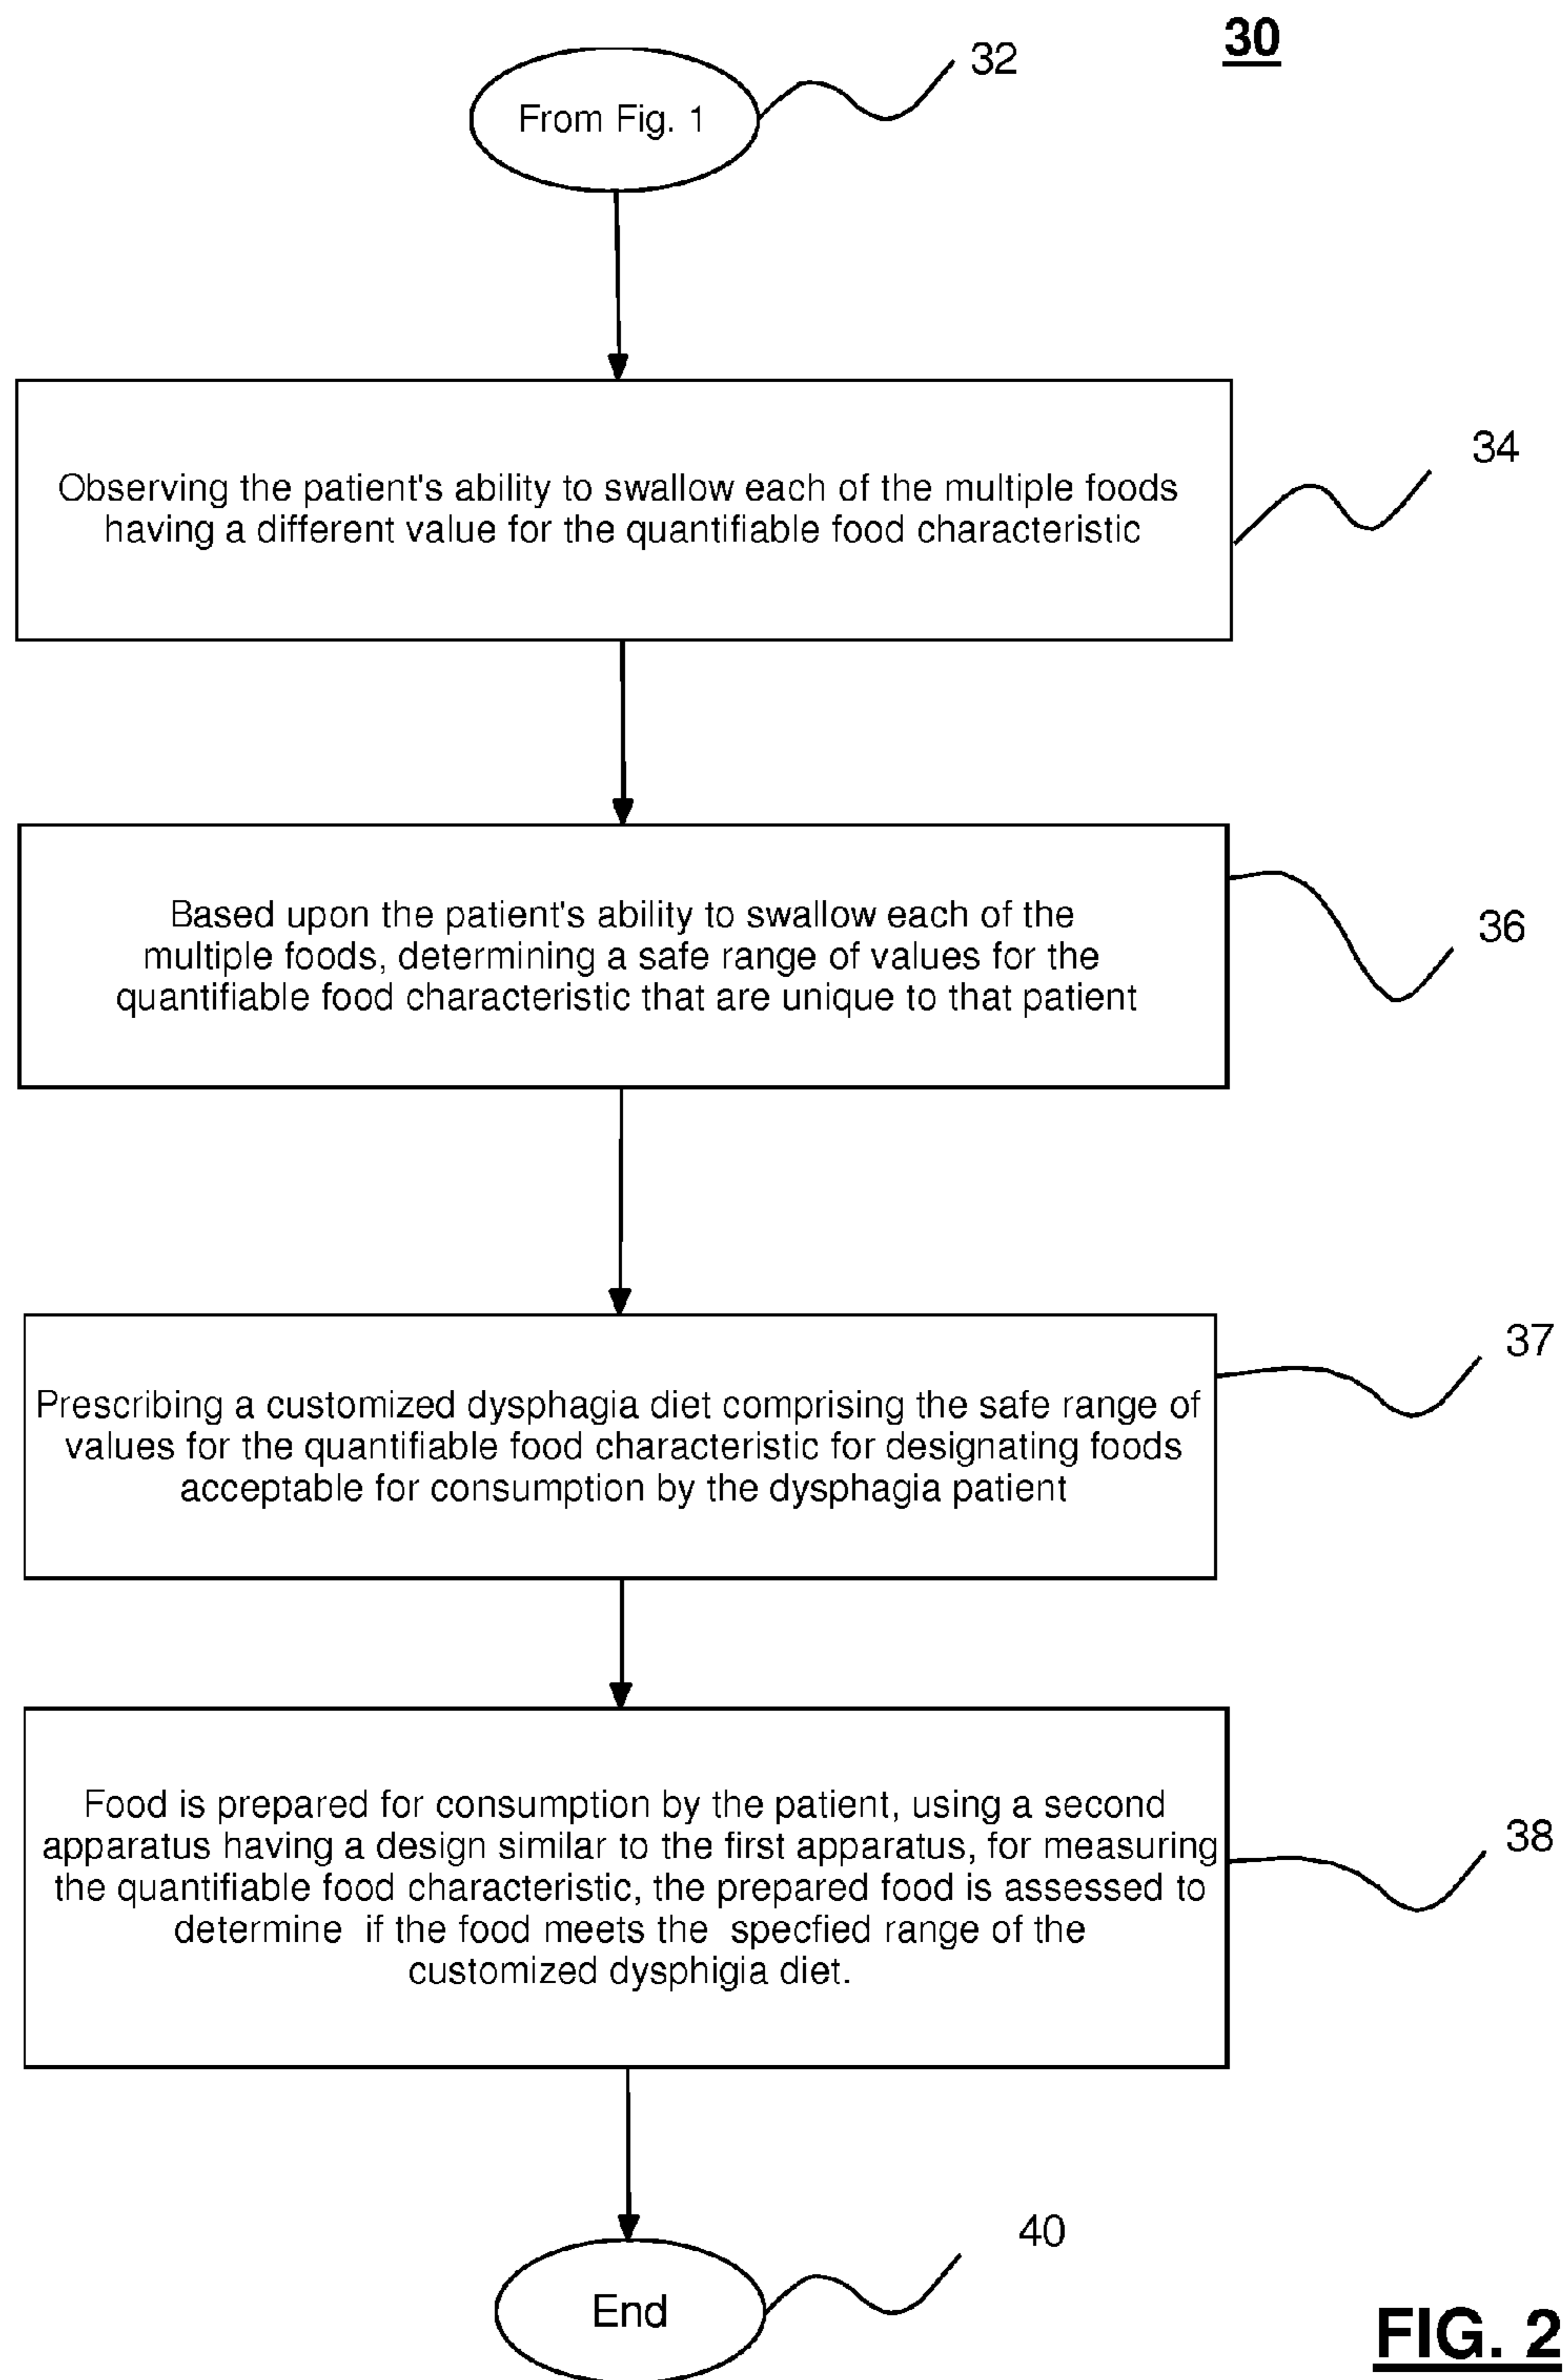 30
32
From Fig. 1
34
Observing the patient's ability to swallow each of the multiple foods
having a different value for the quantifiable food characteristic
36
Based upon the patient's ability to swallow each of the
multiple foods, determining a safe range of values for the
quantifiable food characteristic that are unique to that patient
37
Prescribing a customized dysphagia diet comprising the safe range of
values for the quantifiable food characteristic for designating foods
acceptable for consumption by the dysphagia patient
38
Food is prepared for consumption by the patient, using a second
apparatus having a design similar to the first apparatus, for measuring
the quantifiable food characteristic, the prepared food is assessed to
determine if the food meets the specfied range of the
customized dysphigia diet.
40
End
FIG. 2